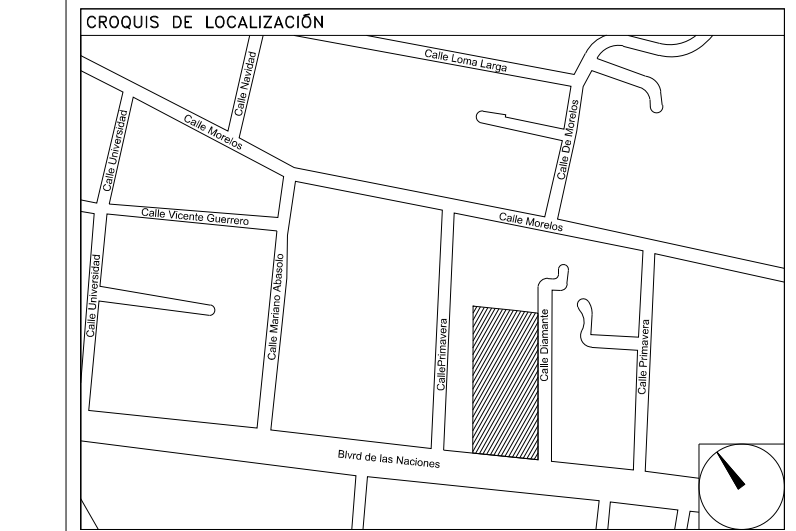 CROQUIS DE LOCALIZACIÓN
Calle Loma Larga
Calle Navidad
Calle Morelos
Calle Universidad
Calle De Morelos
Calle Vicente Guerrero
Calle Morelos
Calle Universidad
Calle Mariano Abasolo
CallePrimavera
Calle Diamante
Calle Primavera
Blvrd de las Naciones